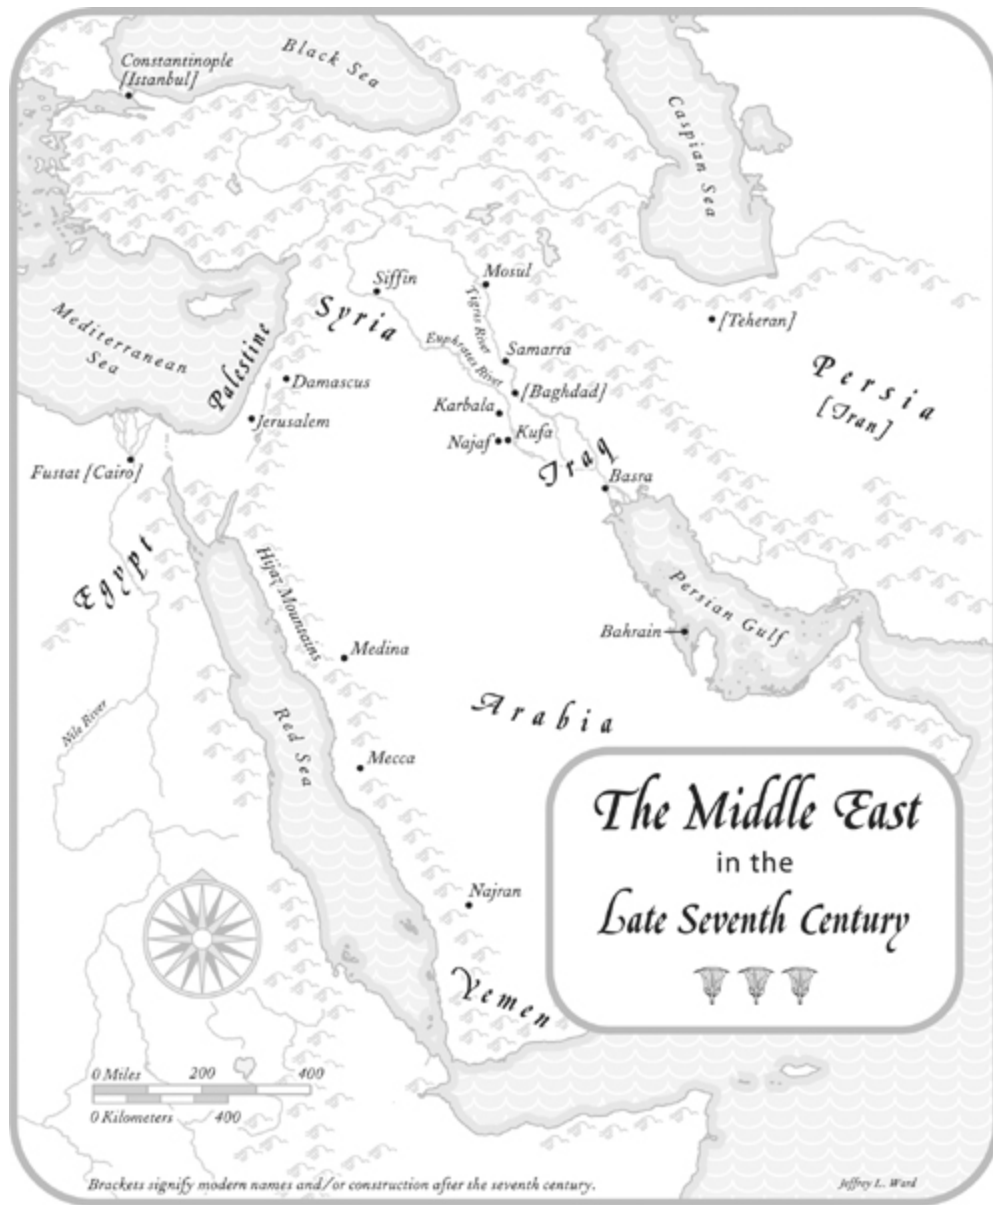 Black Sea
Constantinople
[Istanbul]
Caspian Sea
Siffin
Mosul
Syria
Tigris River
[Teheran]
Mediterranean
Sea
Euphrates River
Samarra
Palestine
Damascus
[Baghdad]
Persia
[Iran]
Karbala
Jerusalem
Najaf
Kufa
Iraq
Fustat [Cairo]
Basra
Egypt
Hijaz Mountains
Persian Gulf
Bahrain
Medina
Arabia
Nile River
Red Sea
Mecca
The Middle East
in the
Late Seventh Century
Najran
Yemen
0 Miles 200 400
0 Kilometers 400
Brackets signify modern names and/or construction after the seventh century.
Jeffrey L. Ward